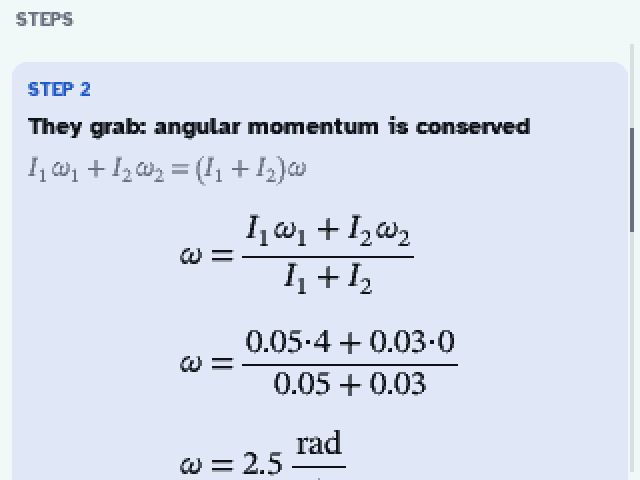 STEPS
STEP 2
They grab: angular momentum is conserved
I₁ω₁ + I₂ω₂ = (I₁ + I₂)ω
ω = (I₁ω₁ + I₂ω₂) / (I₁ + I₂)
ω = (0.05·4 + 0.03·0) / (0.05 + 0.03)
ω = 2.5 rad